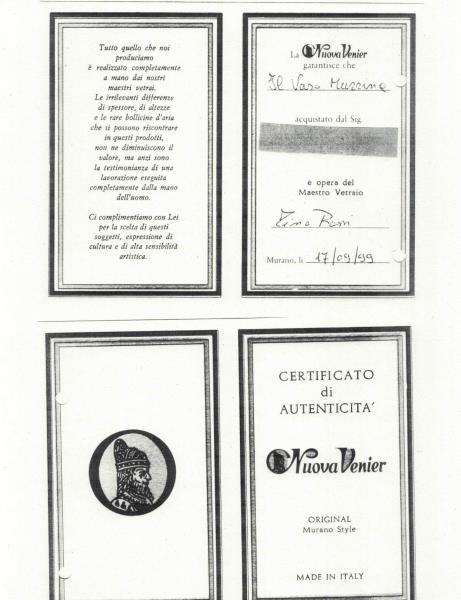 Tutto quello che noi
produciamo
è realizzato completamente
a mano dai nostri
maestri vetrai.
Le irrilevanti differenze
di spessore, di altezze
e le rare bollicine d'aria
che si possono riscontrare
in questi prodotti,
non ne diminuiscono il
valore, ma anzi sono
la testimonianza di una
lavorazione eseguita
completamente dalla mano
dell'uomo.
Ci complimentiamo con Lei
per la scelta di questi
soggetti, espressione di
cultura e di alta sensibilità
artistica.
La Nuova Venier
garantisce che
Il Vaso
acquistato dal Sig.
è opera del
Maestro Vetraio
Rossi
Murano, li 17/09/99
CERTIFICATO
di
AUTENTICITA'
Nuova Venier
ORIGINAL
Murano Style
MADE IN ITALY